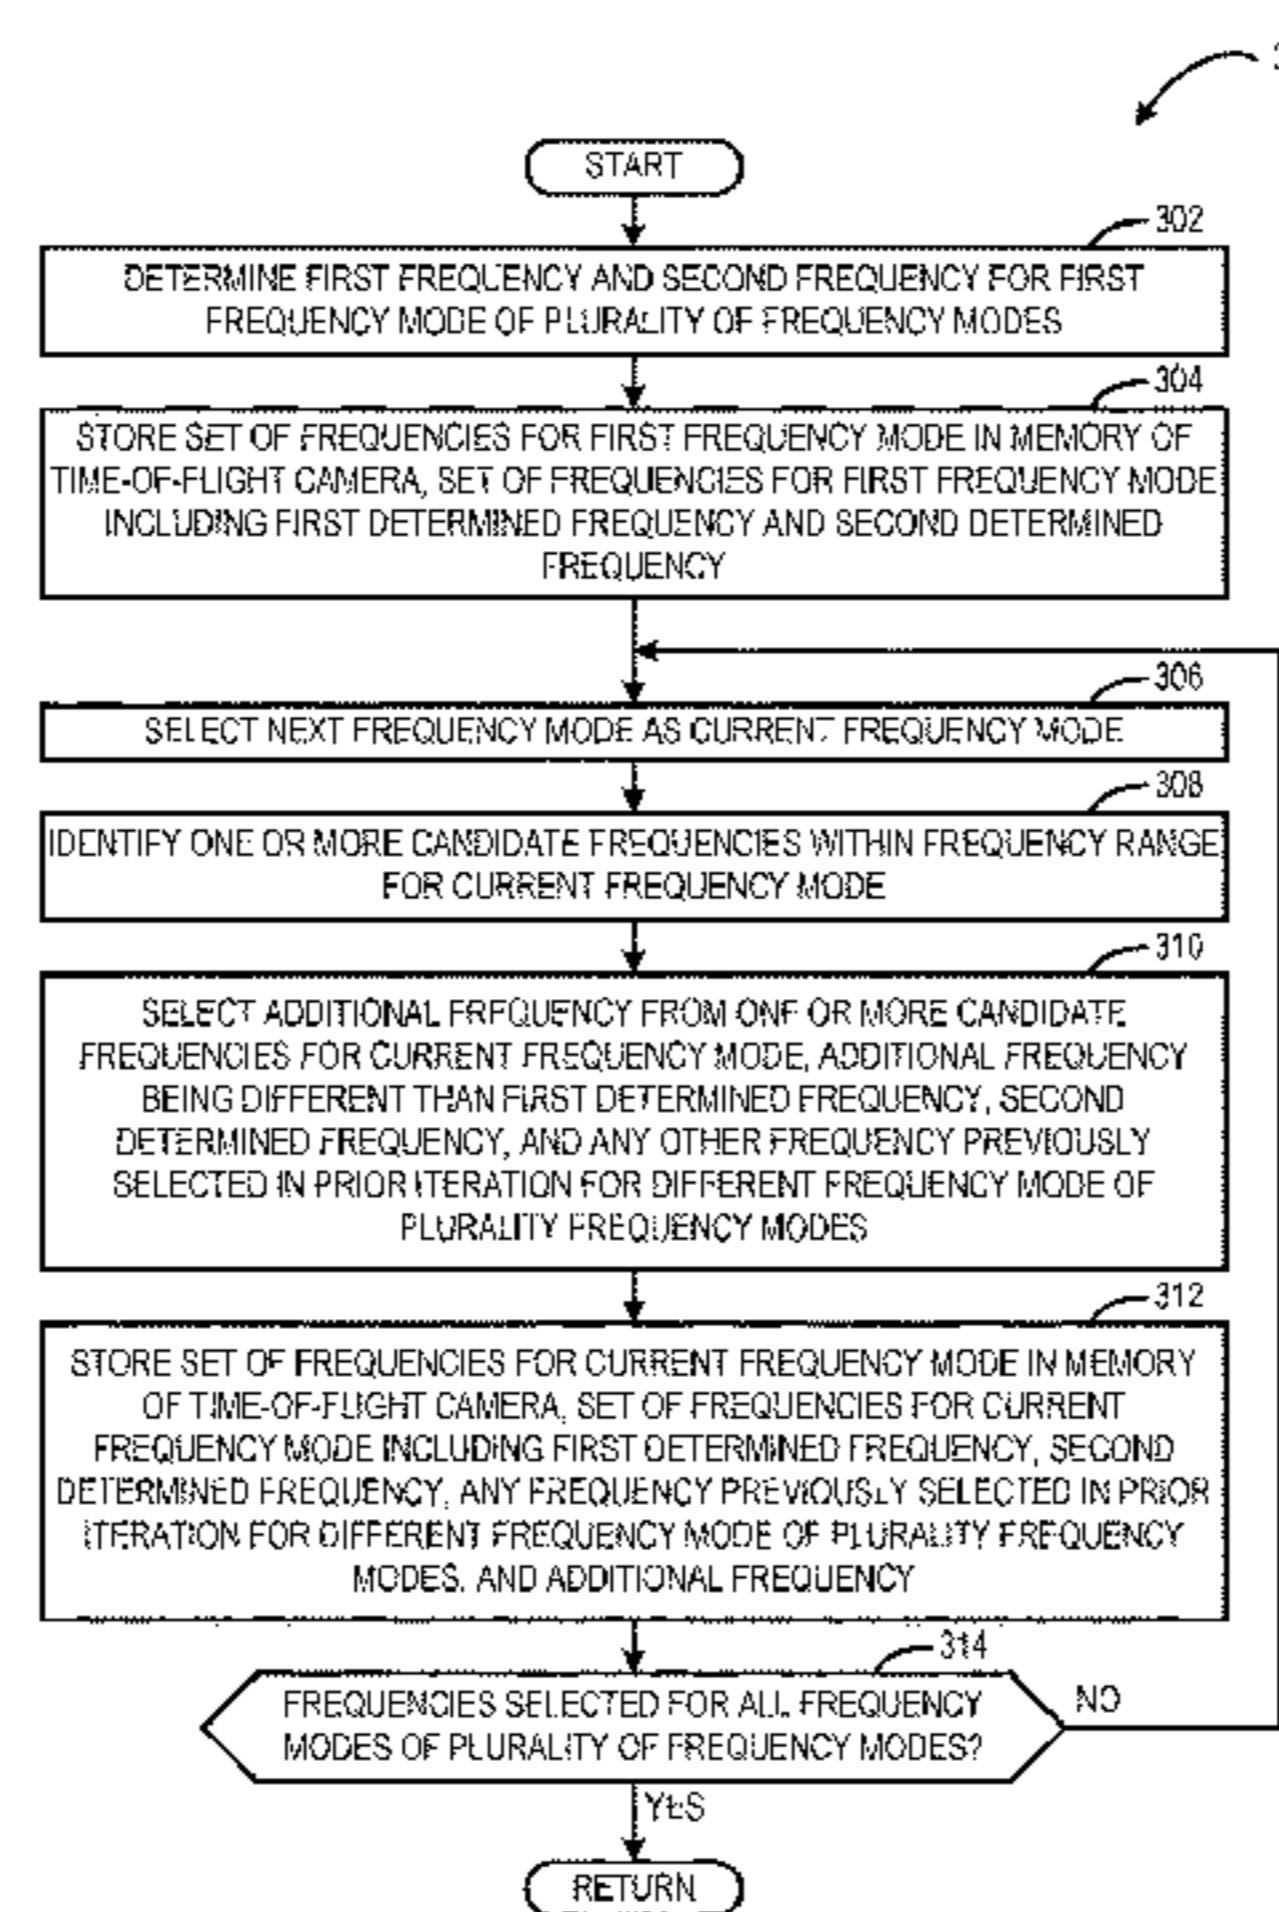 START
302
DETERMINE FIRST FREQUENCY AND SECOND FREQUENCY FOR FIRST
FREQUENCY MODE OF PLURALITY OF FREQUENCY MODES
304
STORE SET OF FREQUENCIES FOR FIRST FREQUENCY MODE IN MEMORY OF
TIME-OF-FLIGHT CAMERA, SET OF FREQUENCIES FOR FIRST FREQUENCY MODE
INCLUDING FIRST DETERMINED FREQUENCY AND SECOND DETERMINED
FREQUENCY
306
SELECT NEXT FREQUENCY MODE AS CURRENT FREQUENCY MODE
308
IDENTIFY ONE OR MORE CANDIDATE FREQUENCIES WITHIN FREQUENCY RANGE
FOR CURRENT FREQUENCY MODE
310
SELECT ADDITIONAL FREQUENCY FROM ONE OR MORE CANDIDATE
FREQUENCIES FOR CURRENT FREQUENCY MODE, ADDITIONAL FREQUENCY
BEING DIFFERENT THAN FIRST DETERMINED FREQUENCY, SECOND
DETERMINED FREQUENCY, AND ANY OTHER FREQUENCY PREVIOUSLY
SELECTED IN PRIOR ITERATION FOR DIFFERENT FREQUENCY MODE OF
PLURALITY FREQUENCY MODES
312
STORE SET OF FREQUENCIES FOR CURRENT FREQUENCY MODE IN MEMORY
OF TIME-OF-FLIGHT CAMERA, SET OF FREQUENCIES FOR CURRENT
FREQUENCY MODE INCLUDING FIRST DETERMINED FREQUENCY, SECOND
DETERMINED FREQUENCY, ANY FREQUENCY PREVIOUSLY SELECTED IN PRIOR
ITERATION FOR DIFFERENT FREQUENCY MODE OF PLURALITY FREQUENCY
MODES, AND ADDITIONAL FREQUENCY
314
FREQUENCIES SELECTED FOR ALL FREQUENCY
MODES OF PLURALITY OF FREQUENCY MODES?
NO
YES
RETURN